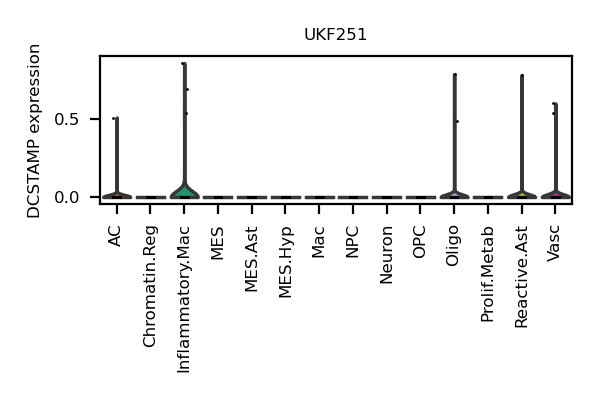 UKF251
DCSTAMP expression
0.5
0.0
AC
Chromatin.Reg
Inflammatory.Mac
MES
MES.Ast
MES.Hyp
Mac
NPC
Neuron
OPC
Oligo
Prolif.Metab
Reactive.Ast
Vasc